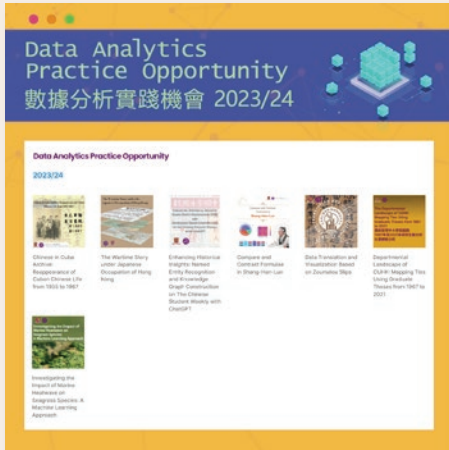 Data Analytics
Practice Opportunity
數據分析實踐機會 2023/24
Data Analytics Practice Opportunity
2023/24
Chinese in Cuba
Archive:
Reappearance of
Cuban Chinese Life
from 1903 to 1961
The Wartime Story
under Japanese
Occupation of Hong
Kong
Enhancing Historical
Insights: Named
Entity Recognition
and Knowledge
Graph Construction
on The Chinese
Student Weekly with
ChatGPT
Compare and
Contrast Formulas
in Shang Han Lun
Data Translation and
Visualization Based
on Zoumalou Slips
Departmental
Landscape of
CUHK: Mapping Ties
Using Graduate
Theses from 1967 to
2021
Investigating the
Impact of Marine
Heatwave on
Seagrass Species: A
Machine Learning
Approach